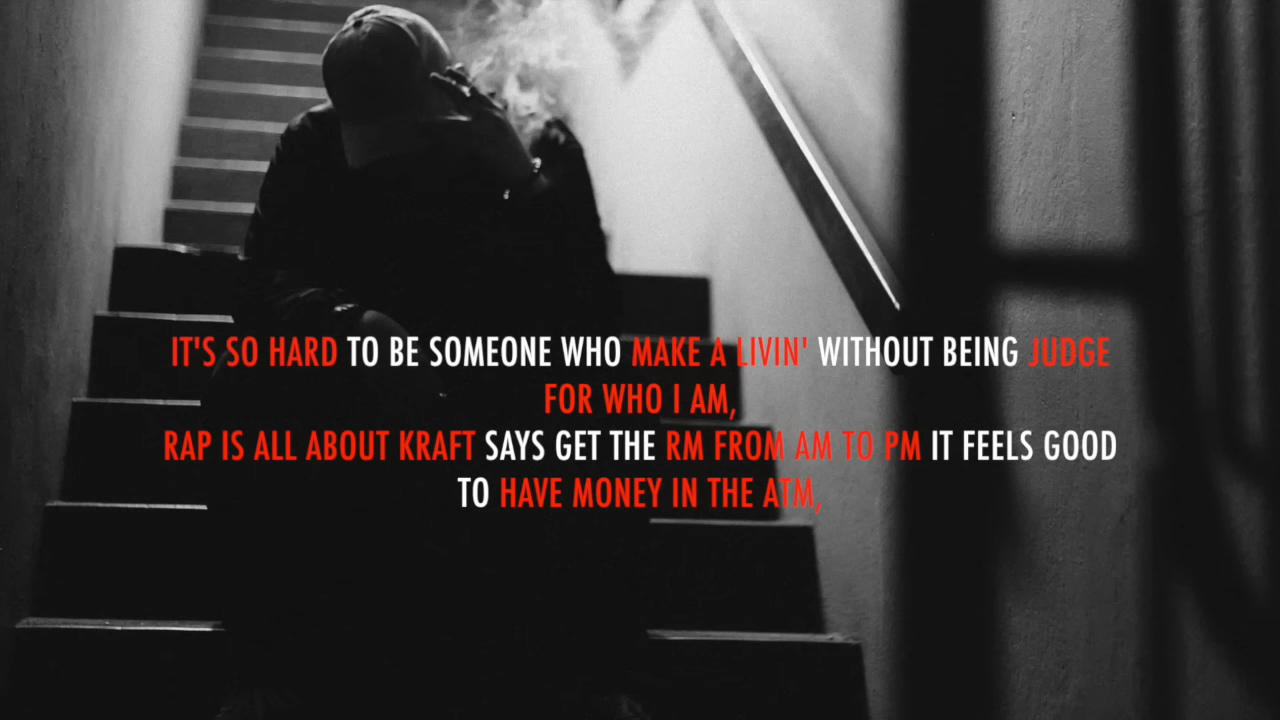 IT'S SO HARD TO BE SOMEONE WHO MAKE A LIVIN' WITHOUT BEING JUDGE
FOR WHO I AM,
RAP IS ALL ABOUT KRAFT SAYS GET THE RM FROM AM TO PM IT FEELS GOOD
TO HAVE MONEY IN THE ATM,